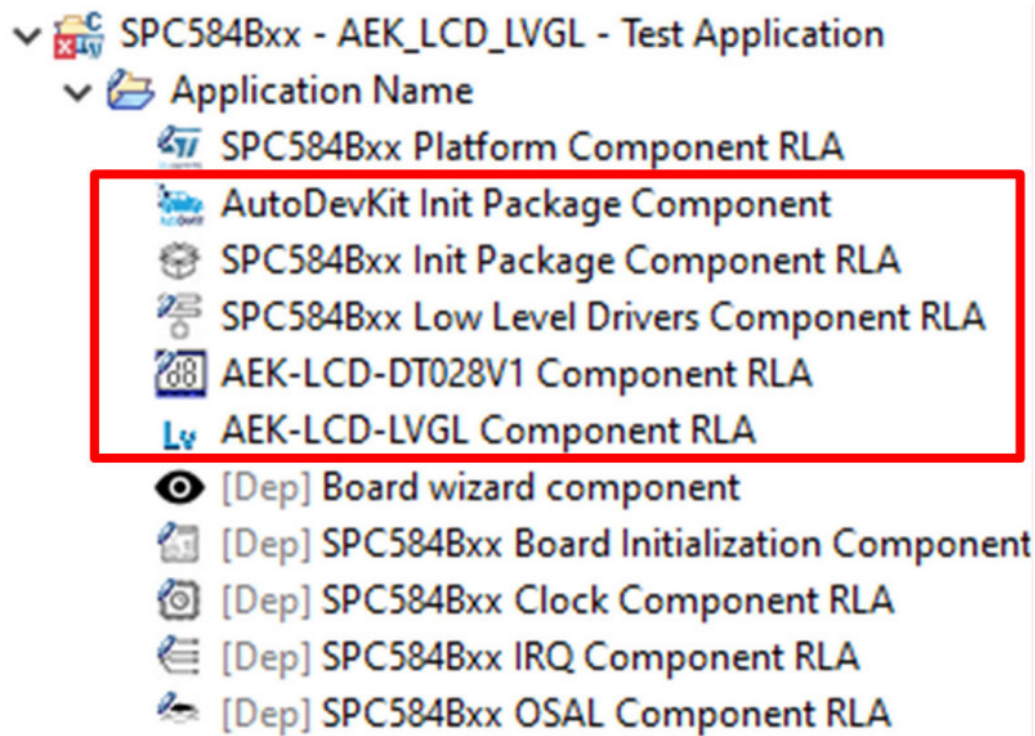 SPC584Bxx - AEK_LCD_LVGL - Test Application
Application Name
SPC584Bxx Platform Component RLA
AutoDevKit Init Package Component
SPC584Bxx Init Package Component RLA
SPC584Bxx Low Level Drivers Component RLA
AEK-LCD-DT028V1 Component RLA
Lv AEK-LCD-LVGL Component RLA
[Dep] Board wizard component
[Dep] SPC584Bxx Board Initialization Component
[Dep] SPC584Bxx Clock Component RLA
[Dep] SPC584Bxx IRQ Component RLA
[Dep] SPC584Bxx OSAL Component RLA